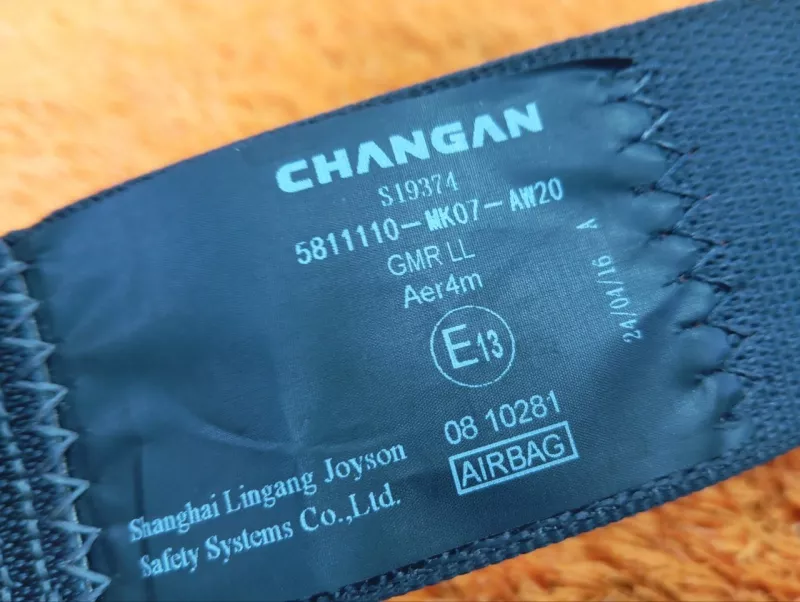 CHANGAN
S19374
5811110-MK07-AW20
GMR LL
Aer4m
E13
08 10281
AIRBAG
24/04/16 A
Shanghai Lingang Joyson
Safety Systems Co.,Ltd.